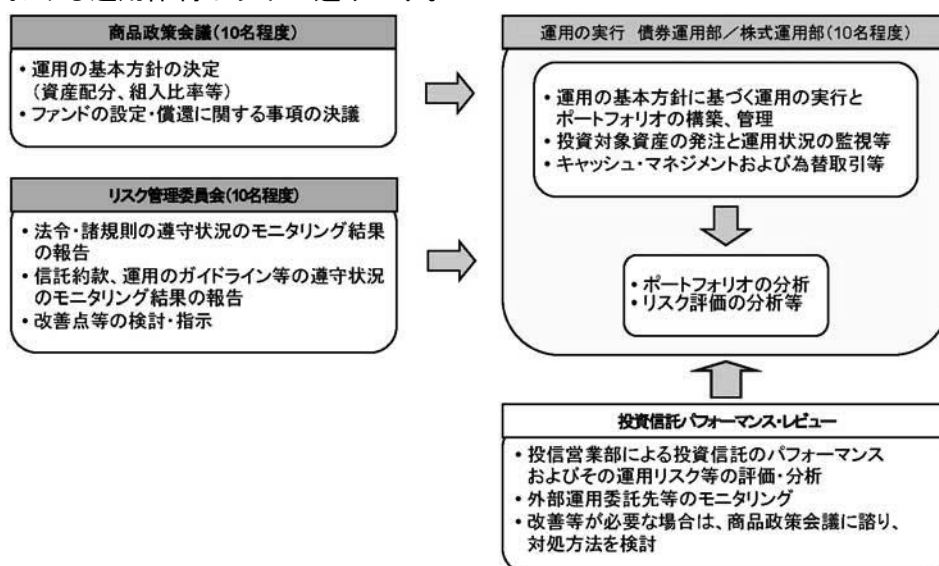 商品政策会議(10名程度)
• 運用の基本方針の決定
(資産配分、組入比率等)
• ファンドの設定・償還に関する事項の決議
リスク管理委員会(10名程度)
• 法令・諸規則の遵守状況のモニタリング結果
の報告
• 信託約款、運用のガイドライン等の遵守状況
のモニタリング結果の報告
• 改善点等の検討・指示
運用の実行 債券運用部/株式運用部(10名程度)
• 運用の基本方針に基づく運用の実行と
ポートフォリオの構築、管理
• 投資対象資産の発注と運用状況の監視等
• キャッシュ・マネジメントおよび為替取引等
• ポートフォリオの分析
• リスク評価の分析等
投資信託パフォーマンス・レビュー
• 投信営業部による投資信託のパフォーマンス
およびその運用リスク等の評価・分析
• 外部運用委託先等のモニタリング
• 改善等が必要な場合は、商品政策会議に諮り、
対処方法を検討